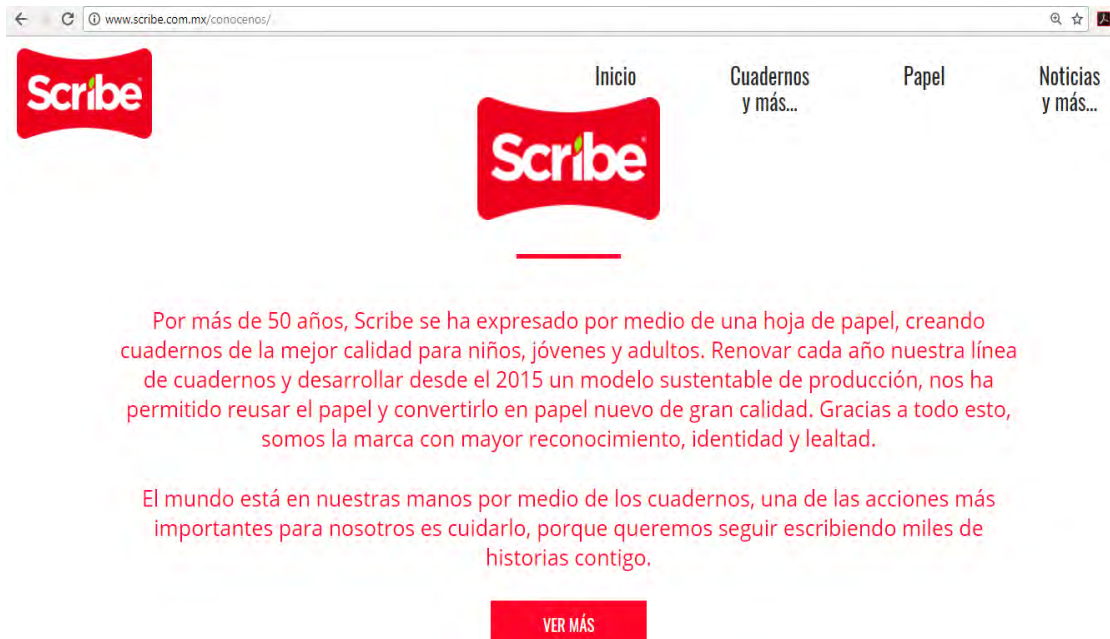 www.scribe.com.mx/conocenos/
Scribe
Inicio
Cuadernos
y más...
Papel
Noticias
y más...
Scribe
Por más de 50 años, Scribe se ha expresado por medio de una hoja de papel, creando
cuadernos de la mejor calidad para niños, jóvenes y adultos. Renovar cada año nuestra línea
de cuadernos y desarrollar desde el 2015 un modelo sustentable de producción, nos ha
permitido reusar el papel y convertirlo en papel nuevo de gran calidad. Gracias a todo esto,
somos la marca con mayor reconocimiento, identidad y lealtad.
El mundo está en nuestras manos por medio de los cuadernos, una de las acciones más
importantes para nosotros es cuidarlo, porque queremos seguir escribiendo miles de
historias contigo.
VER MÁS